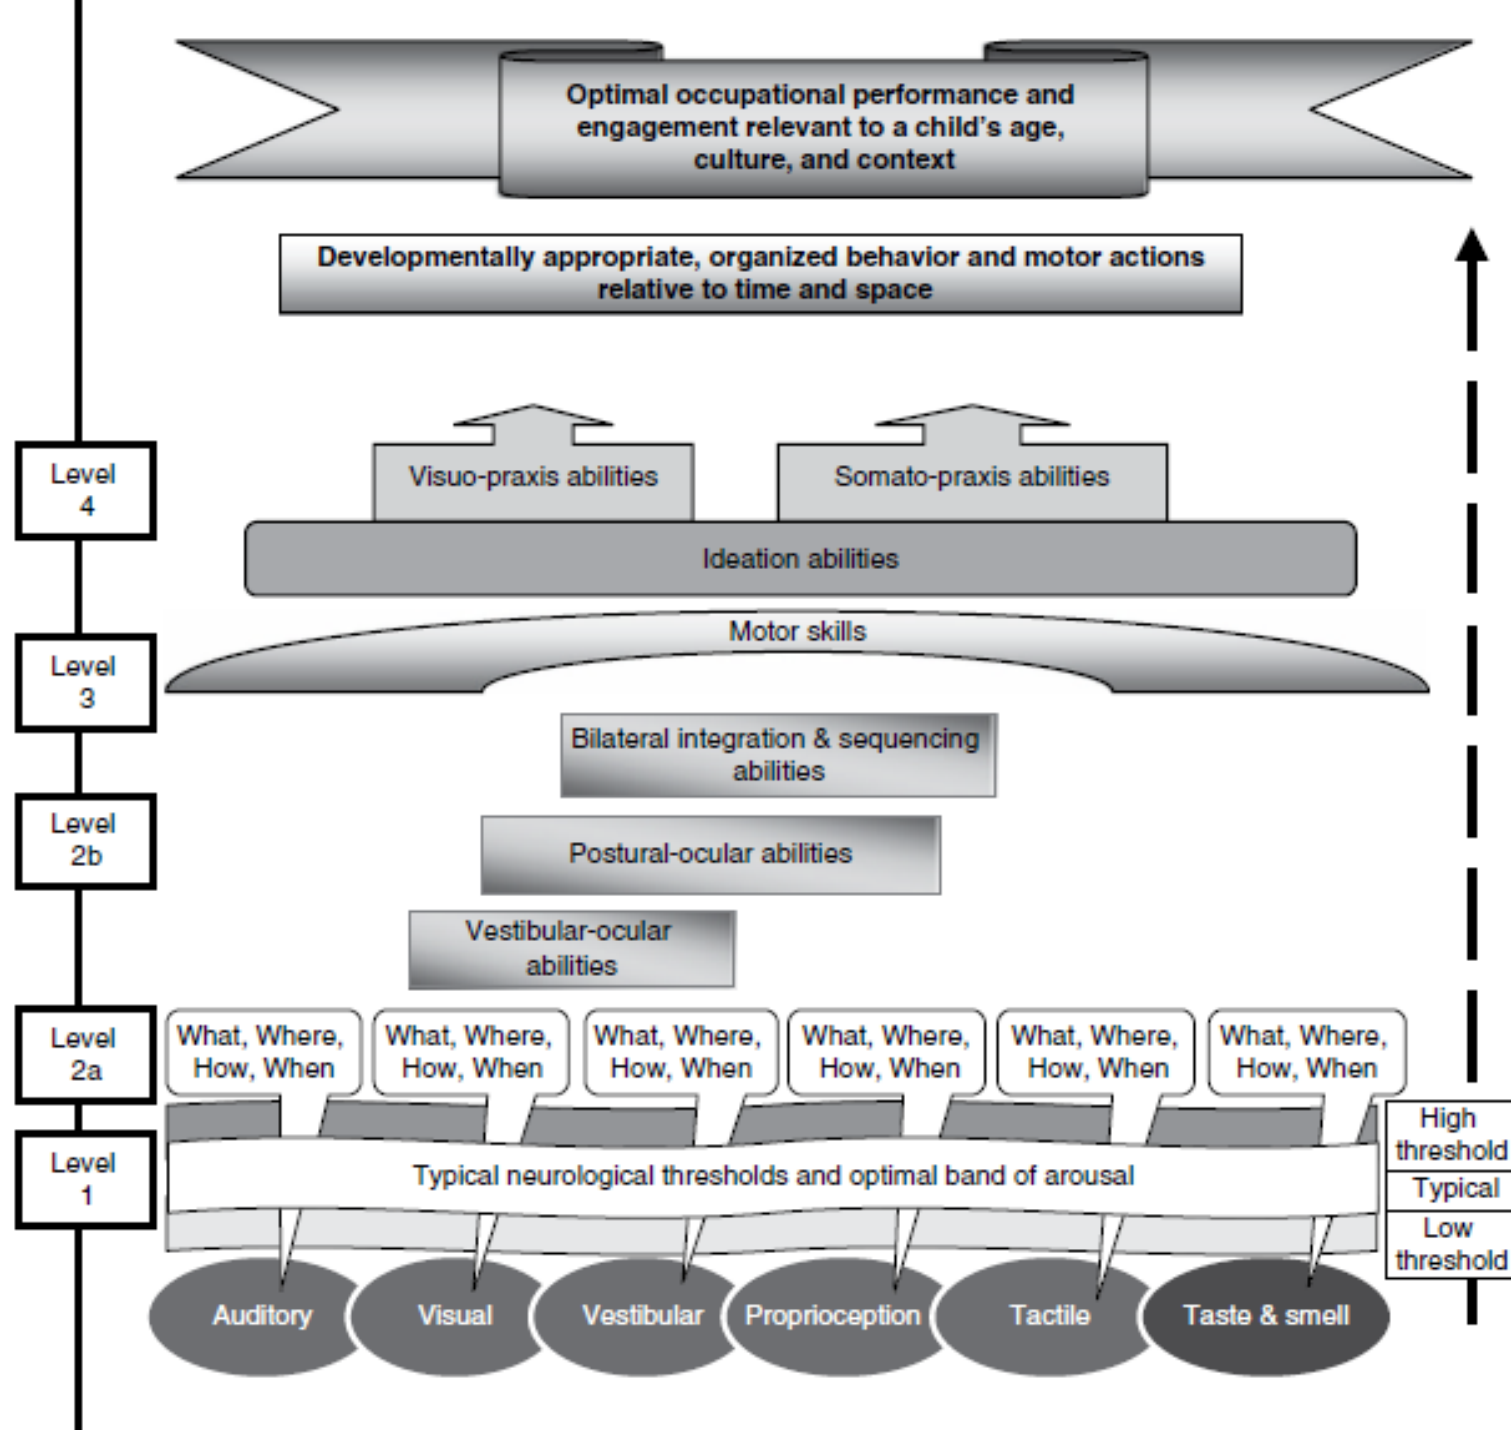 Optimal occupational performance and
engagement relevant to a child's age,
culture, and context
Developmentally appropriate, organized behavior and motor actions
relative to time and space
Level
4
Visuo-praxis abilities
Somato-praxis abilities
Ideation abilities
Level
3
Motor skills
Bilateral integration & sequencing
abilities
Level
2b
Postural-ocular abilities
Vestibular-ocular
abilities
Level
2a
What, Where,
How, When
What, Where,
How, When
What, Where,
How, When
What, Where,
How, When
What, Where,
How, When
What, Where,
How, When
Level
1
Typical neurological thresholds and optimal band of arousal
High
threshold
Typical
Low
threshold
Auditory
Visual
Vestibular
Proprioception
Tactile
Taste & smell